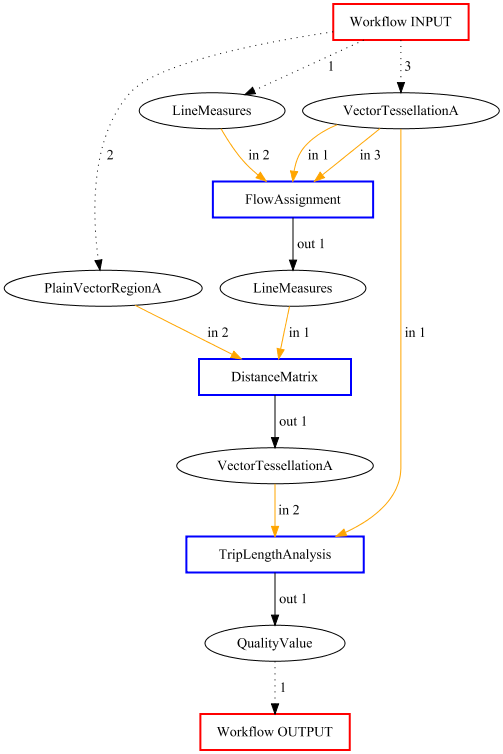 Workflow INPUT
1
3
LineMeasures
VectorTessellationA
2
in 2
in 1
in 3
FlowAssignment
out 1
PlainVectorRegionA
LineMeasures
in 2
in 1
in 1
DistanceMatrix
out 1
VectorTessellationA
in 2
TripLengthAnalysis
out 1
QualityValue
1
Workflow OUTPUT